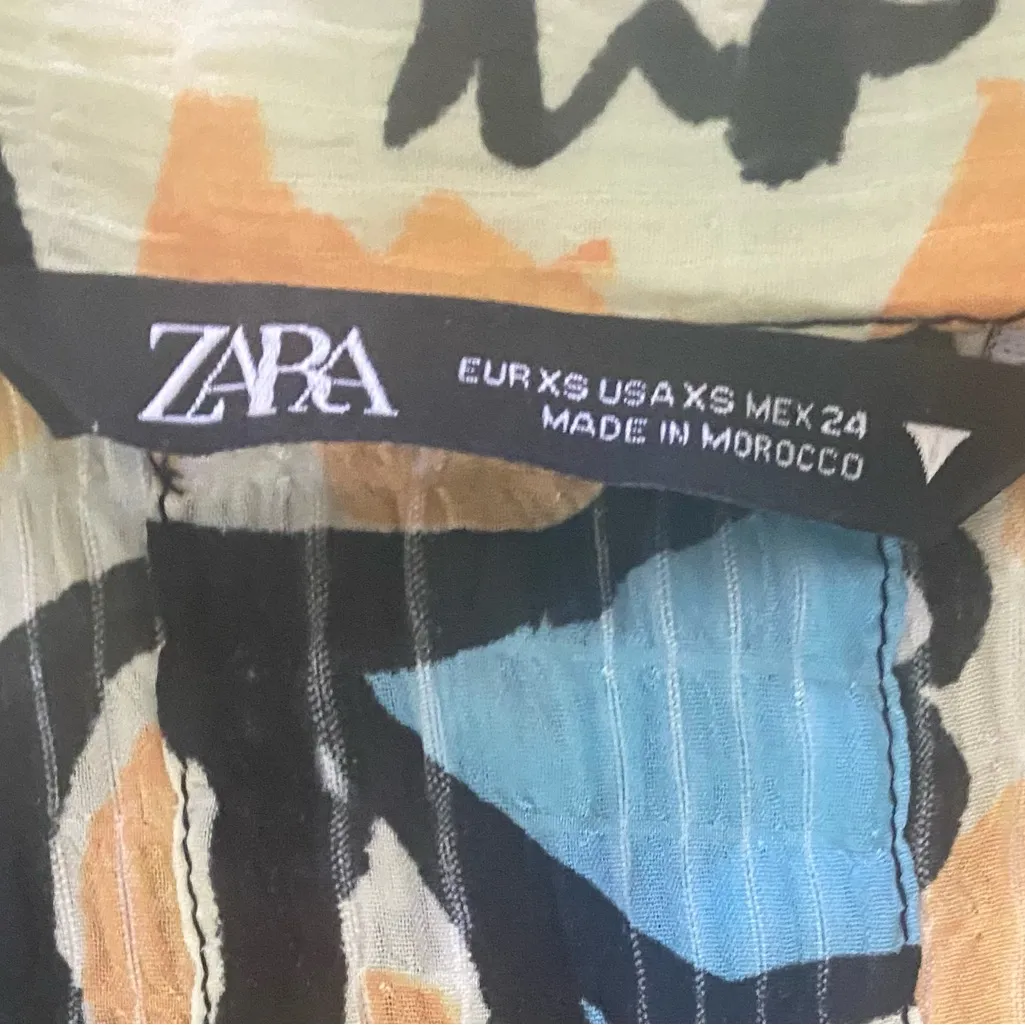 ZARA
EUR XS USA XS MEX 24
MADE IN MOROCCO